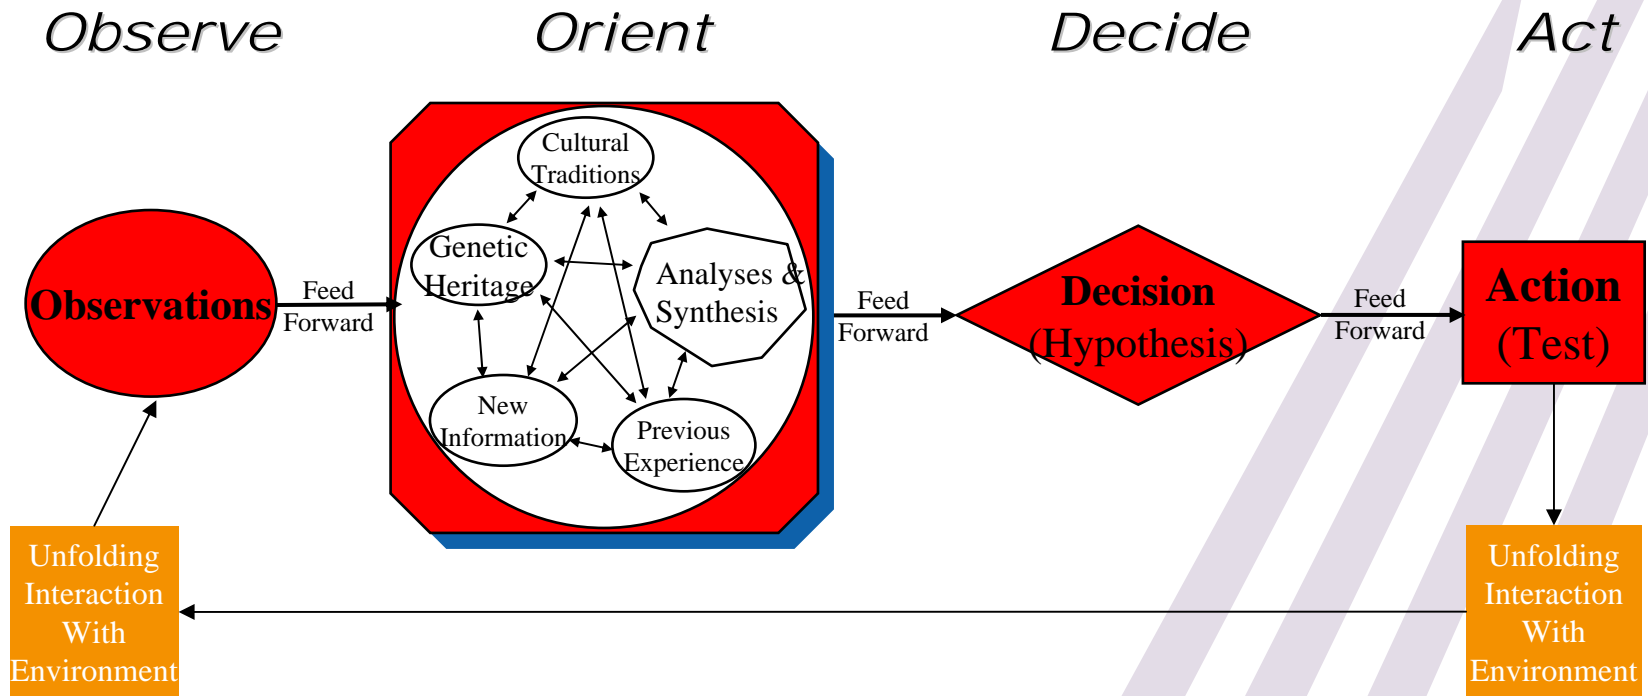 Observe
Orient
Decide
Act
Observations
Feed
Forward
Cultural
Traditions
Genetic
Heritage
Analyses &
Synthesis
New
Information
Previous
Experience
Feed
Forward
Decision
(Hypothesis)
Feed
Forward
Action
(Test)
Unfolding
Interaction
With
Environment
Unfolding
Interaction
With
Environment